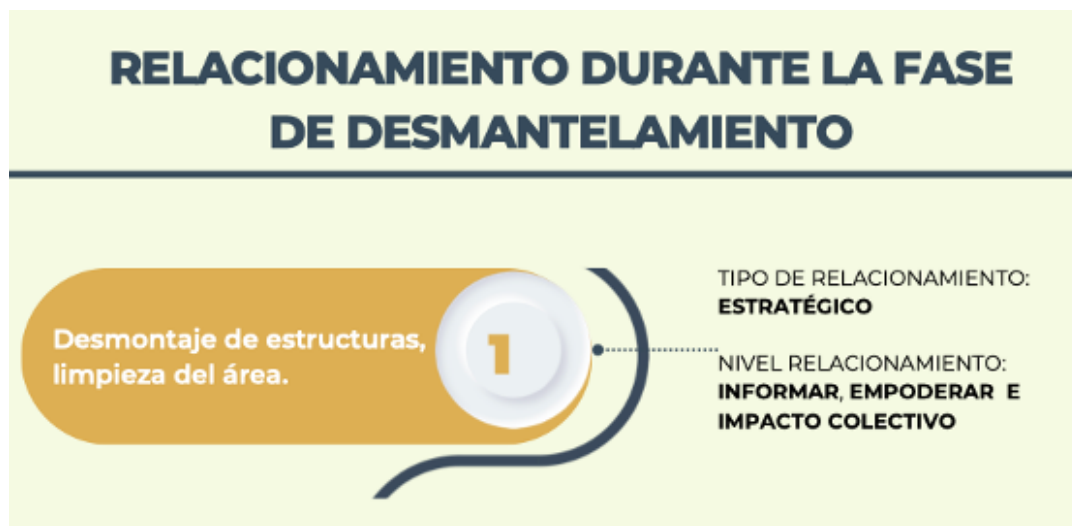 RELACIONAMIENTO DURANTE LA FASE
DE DESMANTELAMIENTO
Desmontaje de estructuras,
limpieza del área.
1
TIPO DE RELACIONAMIENTO:
ESTRATÉGICO
NIVEL RELACIONAMIENTO:
INFORMAR, EMPODERAR E
IMPACTO COLECTIVO